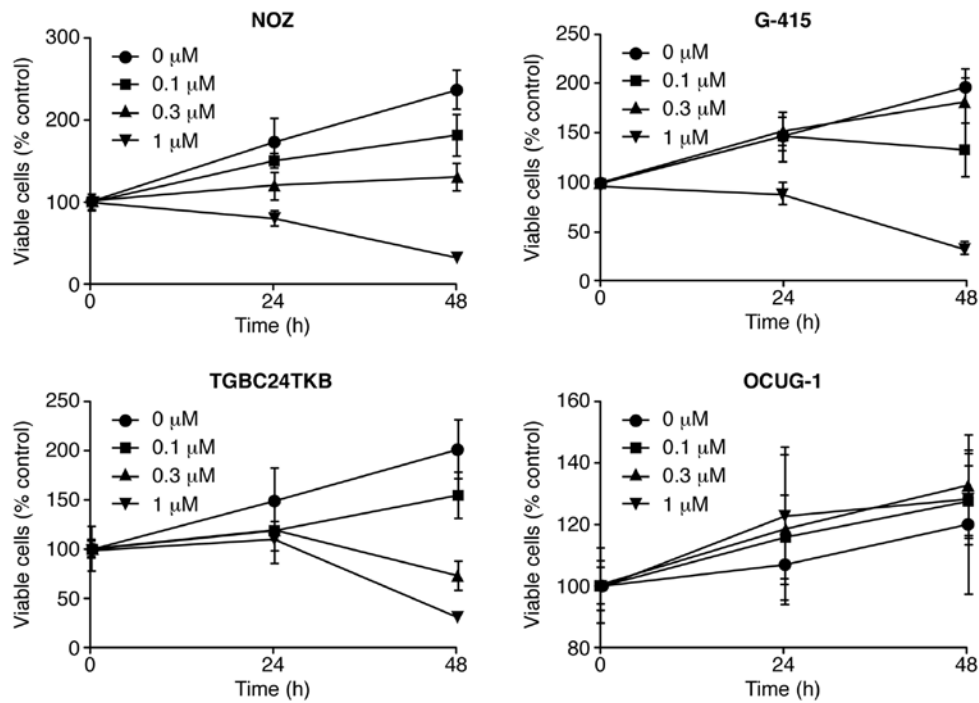 NOZ
300
200
100
0
0 μM
0.1 μM
0.3 μM
1 μM
Viable cells (% control)
0
24
48
Time (h)
G-415
250
200
150
100
50
0
0 μM
0.1 μM
0.3 μM
1 μM
Viable cells (% control)
0
24
48
Time (h)
TGBC24TKB
250
200
150
100
50
0
0 μM
0.1 μM
0.3 μM
1 μM
Viable cells (% control)
0
24
48
Time (h)
OCUG-1
160
140
120
100
80
0 μM
0.1 μM
0.3 μM
1 μM
Viable cells (% control)
0
24
48
Time (h)